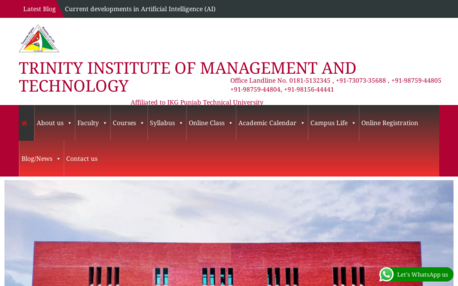 Latest Blog Current developments in Artificial Intelligence (AI)
TRINITY INSTITUTE OF MANAGEMENT AND
TECHNOLOGY
Office Landline No. 0181-5132345 , +91-73073-35688 , +91-98759-44805
+91-98759-44804, +91-98156-44441
Affiliated to IKG Punjab Technical University
About us Faculty Courses Syllabus Online Class Academic Calendar Campus Life Online Registration
Blog/News Contact us
Let's WhatsApp us